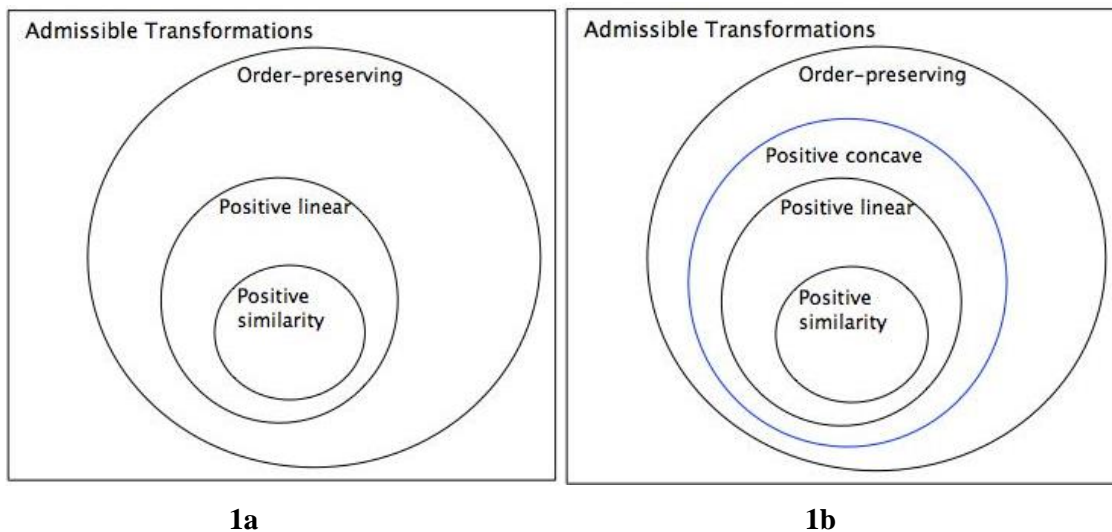 Admissible Transformations
Order-preserving
Positive linear
Positive
similarity
1a
Admissible Transformations
Order-preserving
Positive concave
Positive linear
Positive
similarity
1b